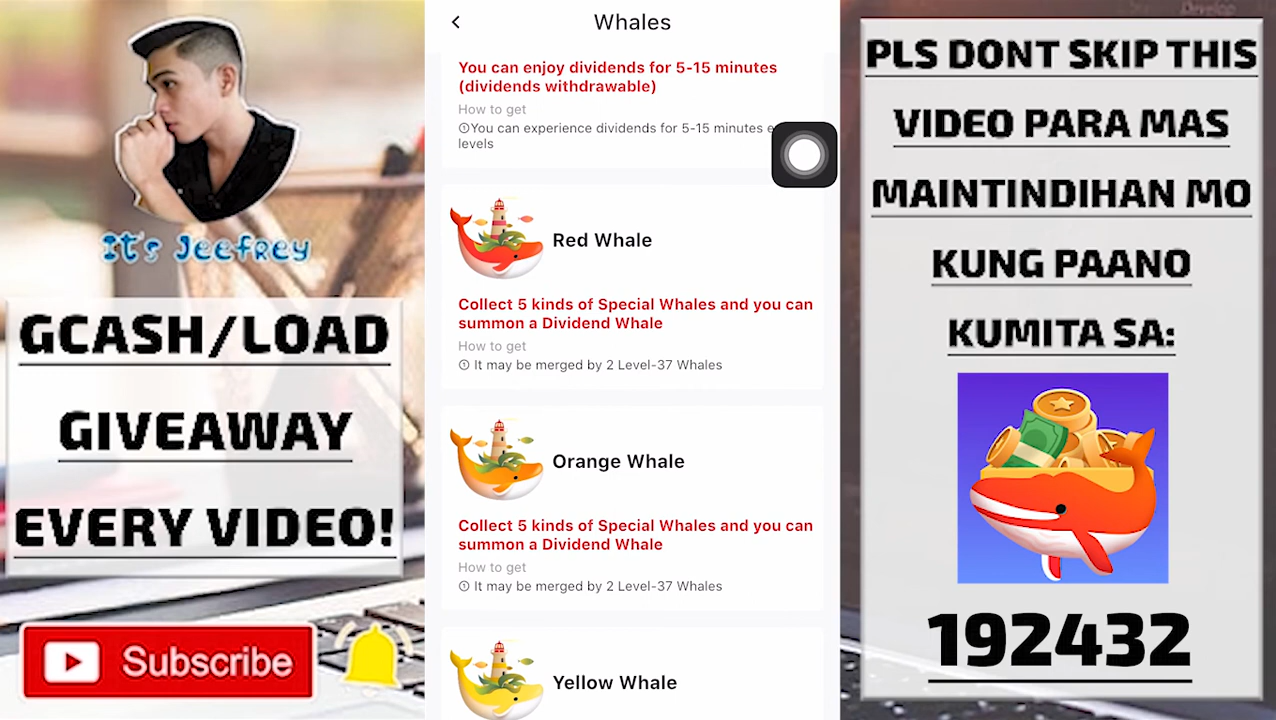 It's Jeefrey
GCASH/LOAD
GIVEAWAY
EVERY VIDEO!
Subscribe
Whales
You can enjoy dividends for 5-15 minutes
(dividends withdrawable)
How to get
You can experience dividends for 5-15 minutes
levels
Red Whale
Collect 5 kinds of Special Whales and you can
summon a Dividend Whale
How to get
It may be merged by 2 Level-37 Whales
Orange Whale
Collect 5 kinds of Special Whales and you can
summon a Dividend Whale
How to get
It may be merged by 2 Level-37 Whales
Yellow Whale
Develop
PLS DONT SKIP THIS
VIDEO PARA MAS
MAINTINDIHAN MO
KUNG PAANO
KUMITA SA:
192432